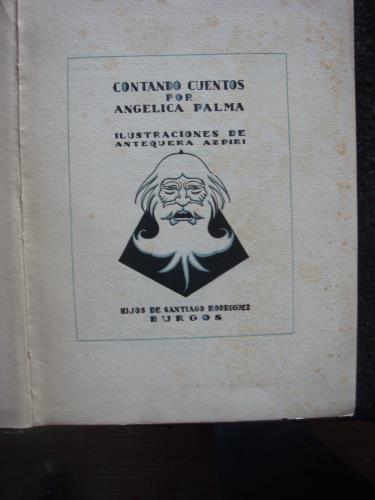 CONTANDO CUENTOS
POR
ANGELICA PALMA
ILUSTRACIONES DE
ANTEQUERA AZPIRI
HIJOS DE SANTIAGO RODRIGUEZ
BURGOS